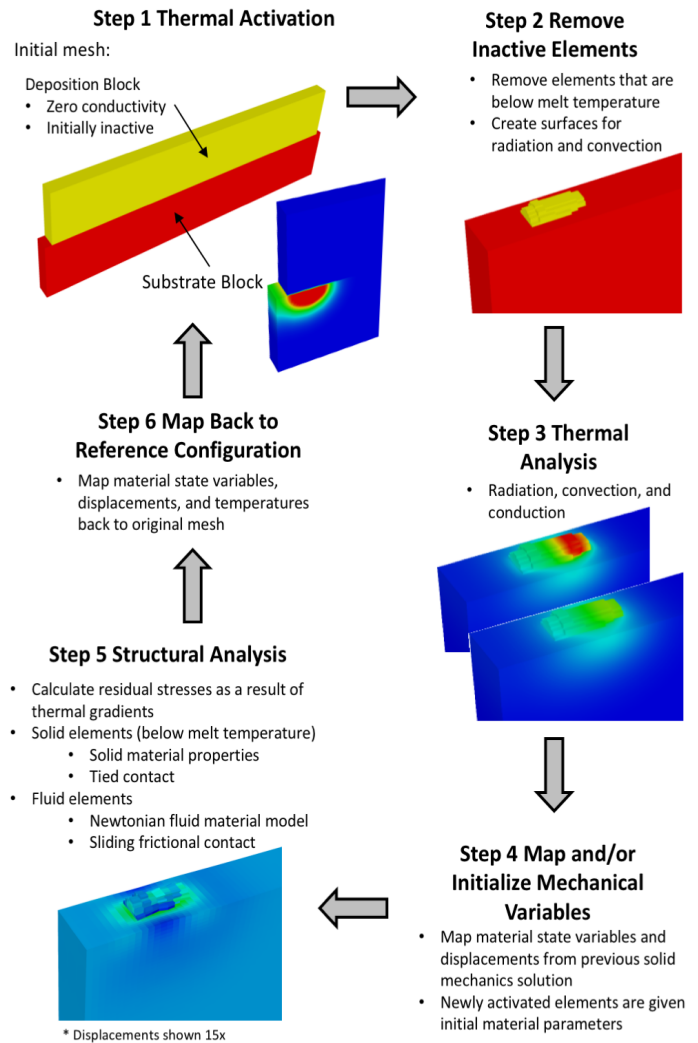 Step 1 Thermal Activation
Initial mesh:
Deposition Block
• Zero conductivity
• Initially inactive
Substrate Block
Step 2 Remove
Inactive Elements
• Remove elements that are
below melt temperature
• Create surfaces for
radiation and convection
Step 3 Thermal
Analysis
• Radiation, convection, and
conduction
Step 4 Map and/or
Initialize Mechanical
Variables
• Map material state variables and
displacements from previous solid
mechanics solution
• Newly activated elements are given
initial material parameters
Step 5 Structural Analysis
• Calculate residual stresses as a result of
thermal gradients
• Solid elements (below melt temperature)
• Solid material properties
• Tied contact
• Fluid elements
• Newtonian fluid material model
• Sliding frictional contact
* Displacements shown 15x
Step 6 Map Back to
Reference Configuration
• Map material state variables,
displacements, and temperatures
back to original mesh